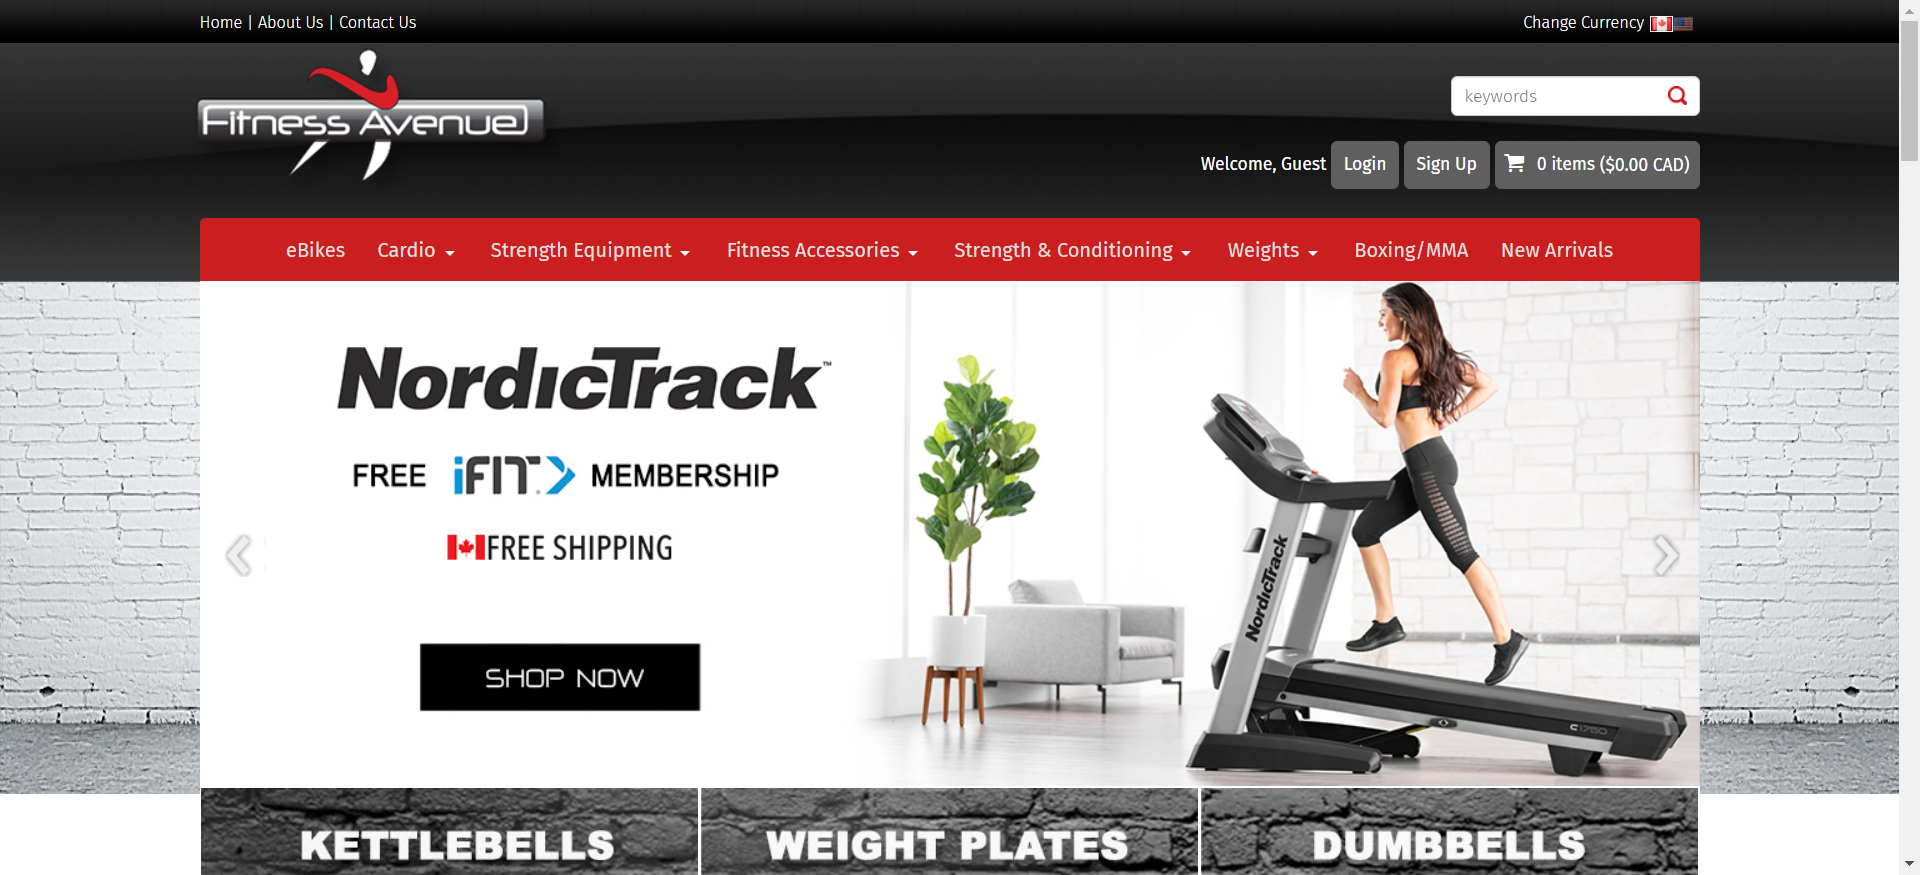 Home | About Us | Contact Us
Change Currency
Fitness Avenue
keywords
Welcome, Guest Login Sign Up 0 items ($0.00 CAD)
eBikes Cardio Strength Equipment Fitness Accessories Strength & Conditioning Weights Boxing/MMA New Arrivals
NordicTrack™
FREE iFIT MEMBERSHIP
FREE SHIPPING
SHOP NOW
NordicTrack
C1750
KETTLEBELLS WEIGHT PLATES DUMBBELLS